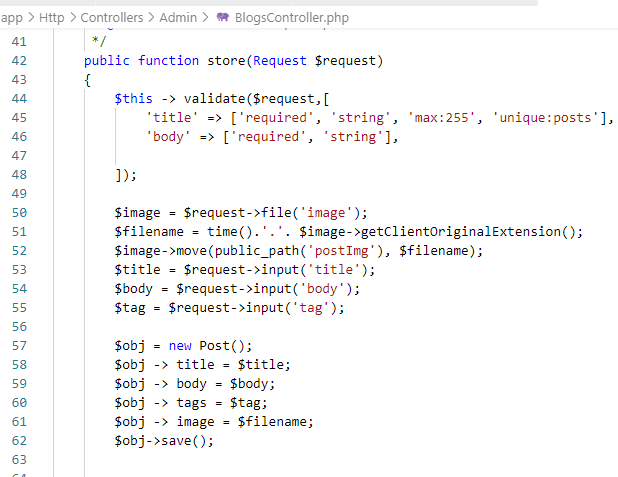 app > Http > Controllers > Admin > BlogsController.php
41 */
42 public function store(Request $request)
43 {
44 $this -> validate($request,[
45 'title' => ['required', 'string', 'max:255', 'unique:posts'],
46 'body' => ['required', 'string'],
47
48 ]);
49
50 $image = $request->file('image');
51 $filename = time().'.'. $image->getClientOriginalExtension();
52 $image->move(public_path('postImg'), $filename);
53 $title = $request->input('title');
54 $body = $request->input('body');
55 $tag = $request->input('tag');
56
57 $obj = new Post();
58 $obj -> title = $title;
59 $obj -> body = $body;
60 $obj -> tags = $tag;
61 $obj -> image = $filename;
62 $obj->save();
63